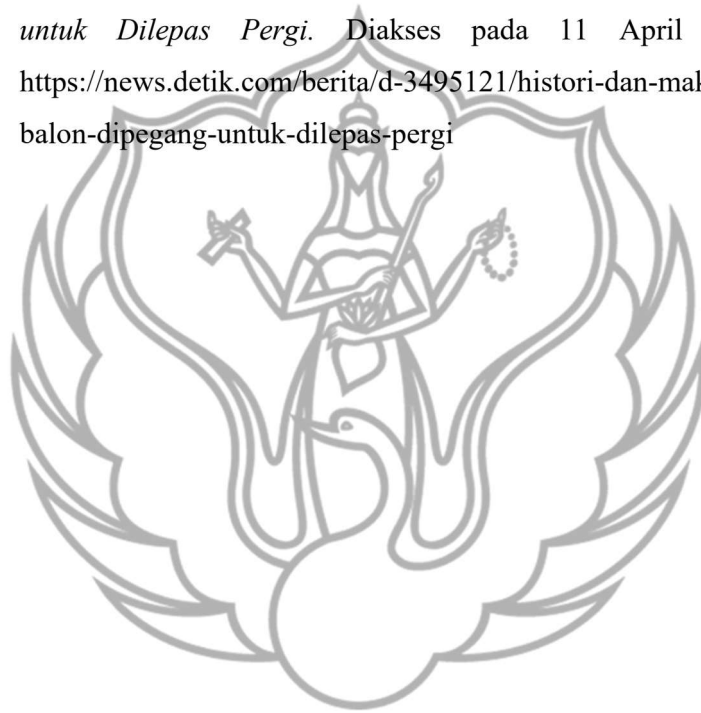 untuk Dilepas Pergi. Diakses pada 11 April
https://news.detik.com/berita/d-3495121/histori-dan-mak
balon-dipegang-untuk-dilepas-pergi